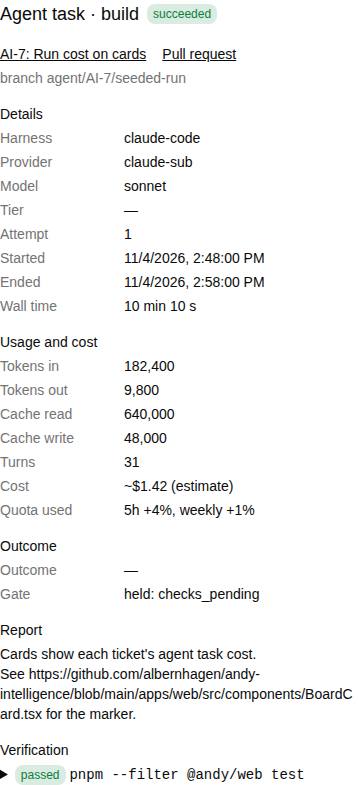 Agent task · build succeeded
AI-7: Run cost on cards Pull request
branch agent/AI-7/seeded-run
Details
Harness claude-code
Provider claude-sub
Model sonnet
Tier —
Attempt 1
Started 11/4/2026, 2:48:00 PM
Ended 11/4/2026, 2:58:00 PM
Wall time 10 min 10 s
Usage and cost
Tokens in 182,400
Tokens out 9,800
Cache read 640,000
Cache write 48,000
Turns 31
Cost ~$1.42 (estimate)
Quota used 5h +4%, weekly +1%
Outcome
Outcome —
Gate held: checks_pending
Report
Cards show each ticket's agent task cost.
See https://github.com/albernhagen/andy-
intelligence/blob/main/apps/web/src/components/BoardC
ard.tsx for the marker.
Verification
passed pnpm --filter @andy/web test